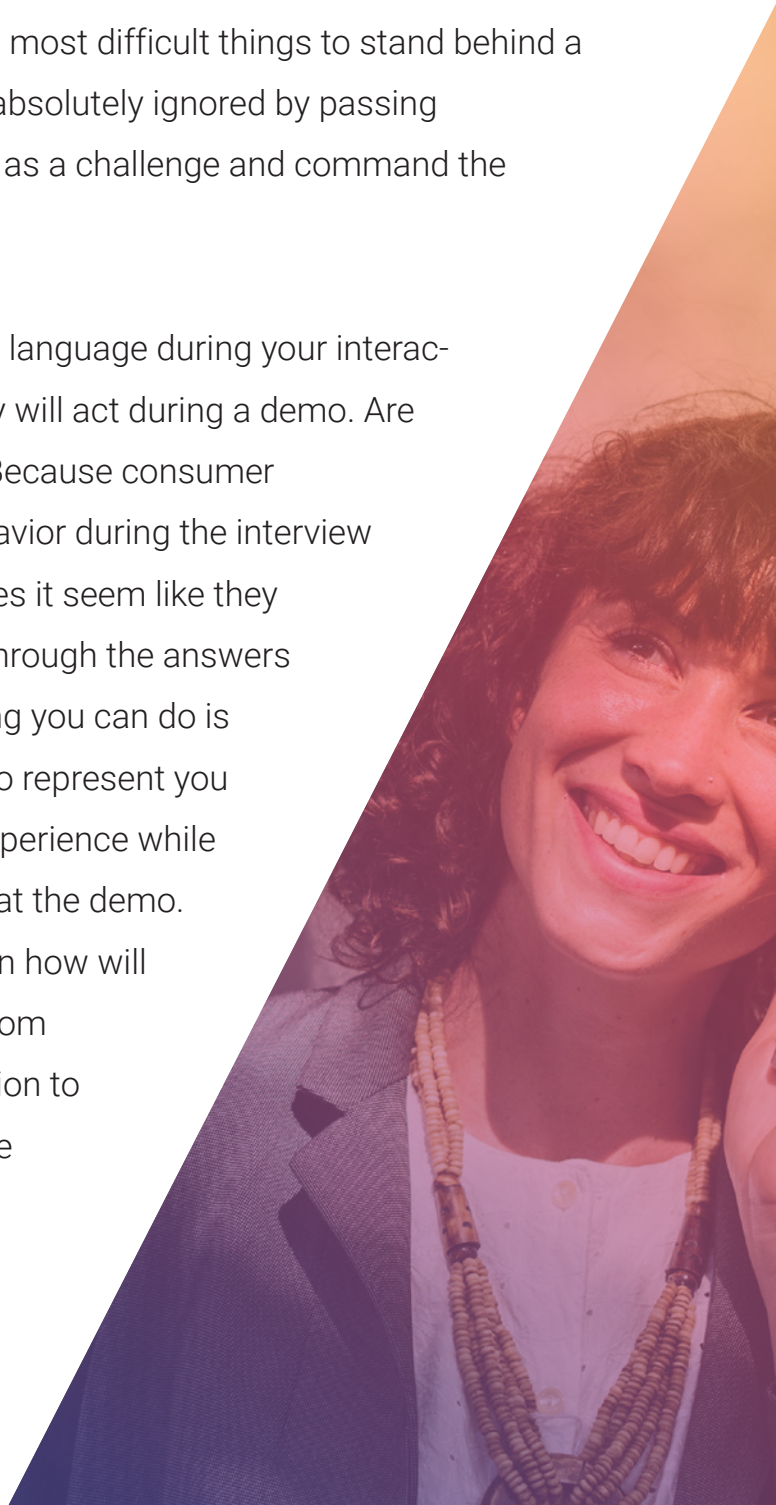 most difficult things to stand behind a
absolutely ignored by passing
as a challenge and command the
language during your interac-
will act during a demo. Are
Because consumer
avior during the interview
es it seem like they
hrough the answers
ng you can do is
o represent you
perience while
at the demo.
n how will
om
ion to
e